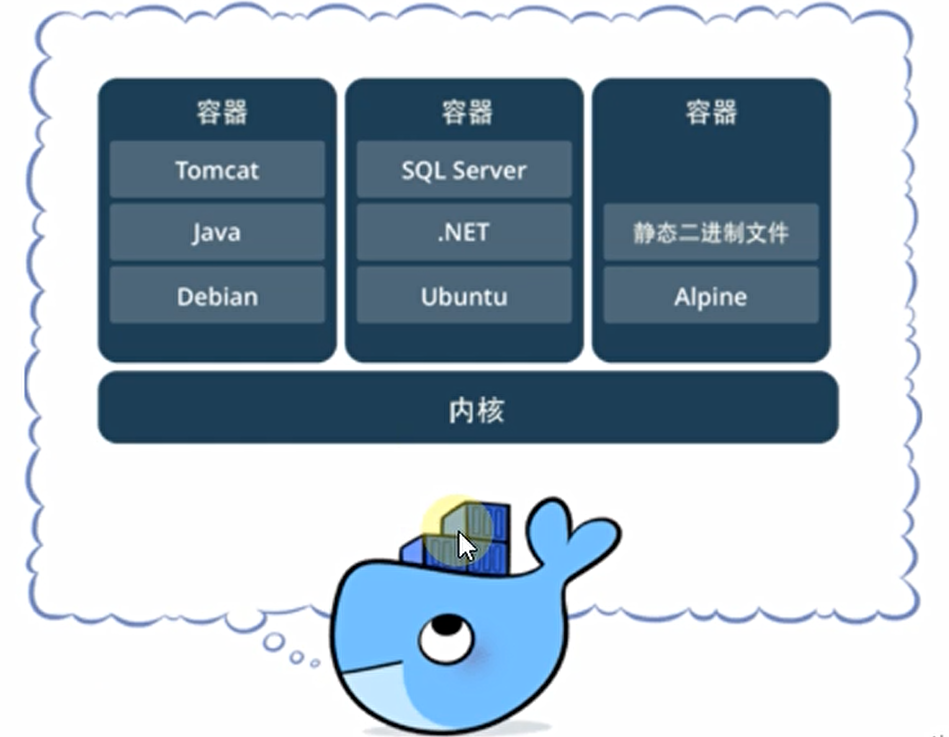 容器
Tomcat
Java
Debian
容器
SQL Server
.NET
Ubuntu
容器
静态二进制文件
Alpine
内核